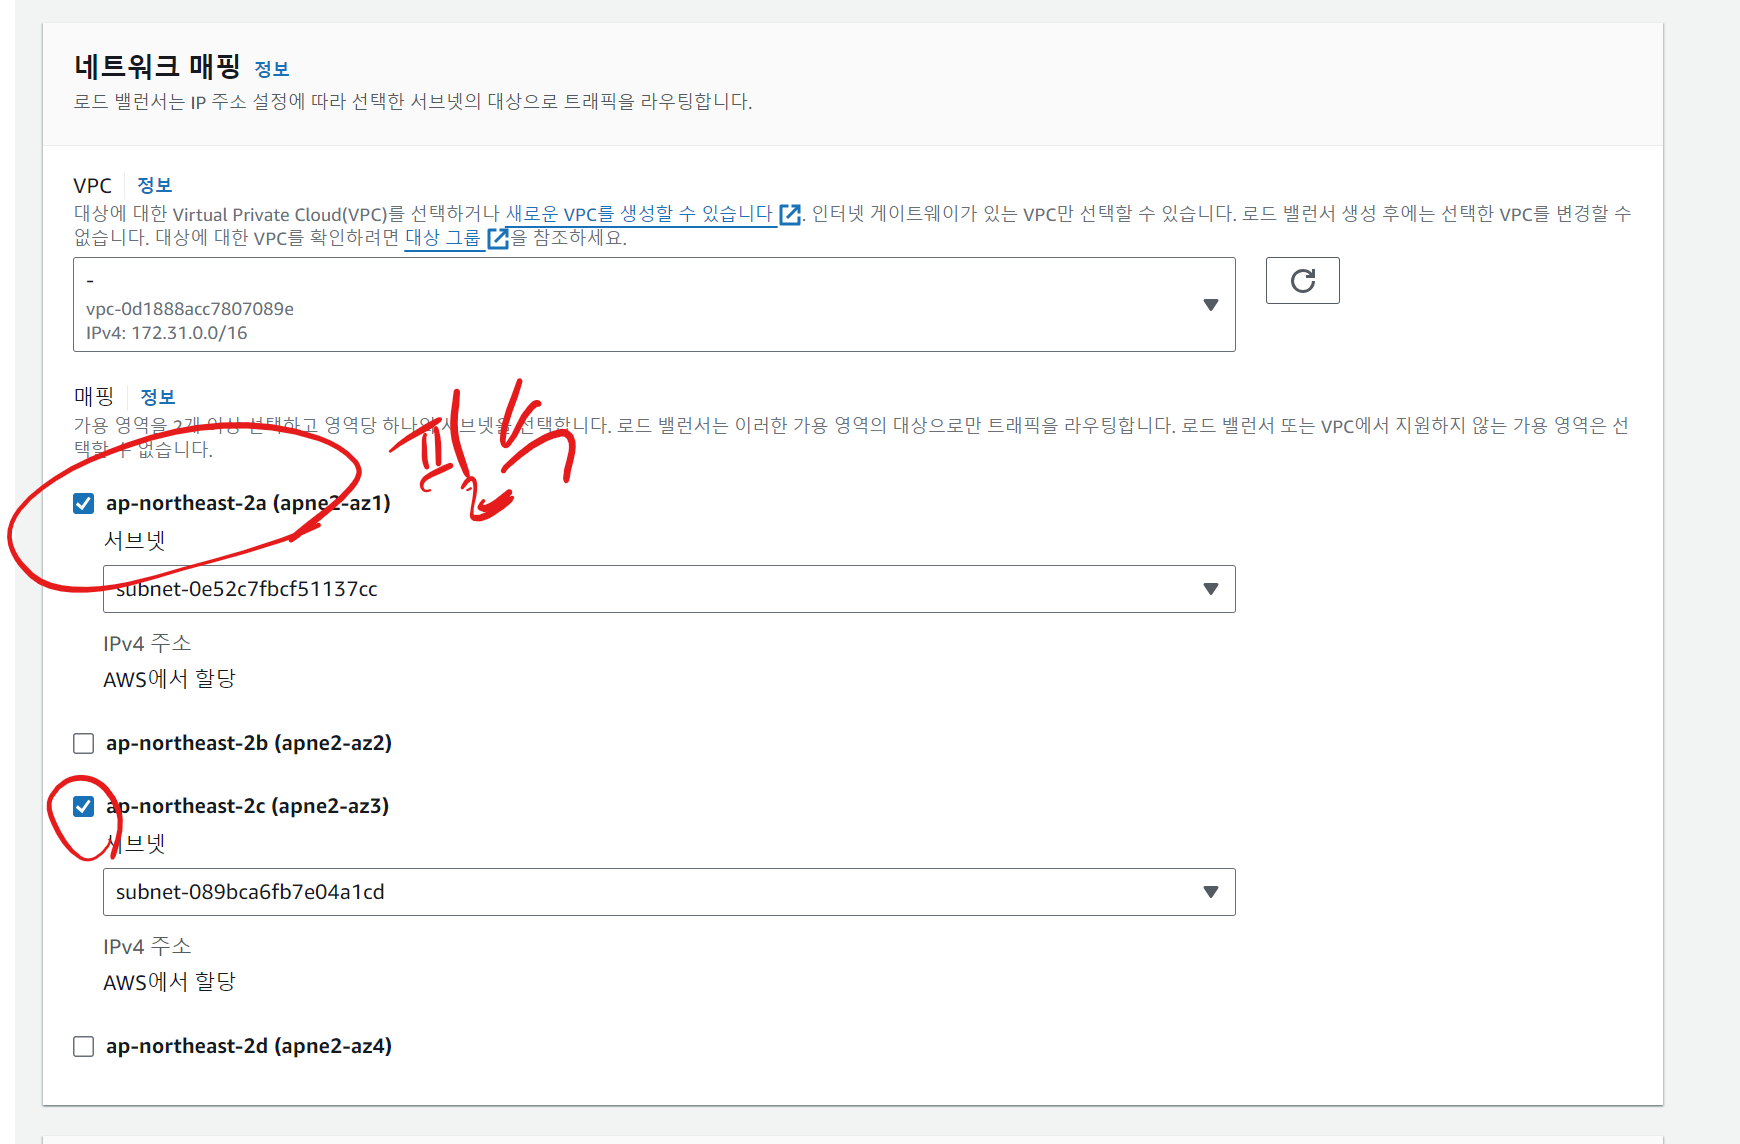 네트워크 매핑 정보
로드 밸런서는 IP 주소 설정에 따라 선택한 서브넷의 대상으로 트래픽을 라우팅합니다.
VPC 정보
대상에 대한 Virtual Private Cloud(VPC)를 선택하거나 새로운 VPC를 생성할 수 있습니다. 인터넷 게이트웨이가 있는 VPC만 선택할 수 있습니다. 로드 밸런서 생성 후에는 선택한 VPC를 변경할 수
없습니다. 대상에 대한 VPC를 확인하려면 대상 그룹을 참조하세요.
-
vpc-0d1888acc7807089e
IPv4: 172.31.0.0/16
매핑 정보
가용 영역을 2개 이상 선택하고 영역당 하나의 서브넷을 선택합니다. 로드 밸런서는 이러한 가용 영역의 대상으로만 트래픽을 라우팅합니다. 로드 밸런서 또는 VPC에서 지원하지 않는 가용 영역은 선
택할 수 없습니다.
필수
ap-northeast-2a (apne2-az1)
서브넷
subnet-0e52c7fbcf51137cc
IPv4 주소
AWS에서 할당
ap-northeast-2b (apne2-az2)
ap-northeast-2c (apne2-az3)
서브넷
subnet-089bca6fb7e04a1cd
IPv4 주소
AWS에서 할당
ap-northeast-2d (apne2-az4)